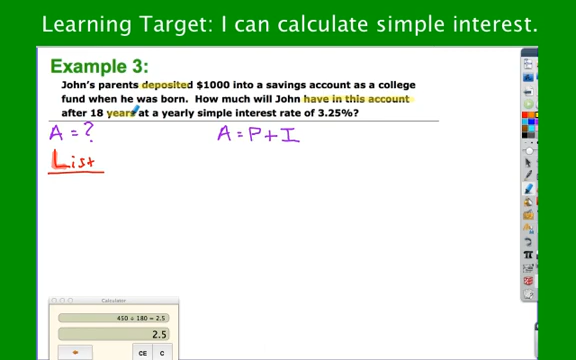 Learning Target: I can calculate simple interest.
Example 3:
John's parents deposited $1000 into a savings account as a college
fund when he was born. How much will John have in this account
after 18 years at a yearly simple interest rate of 3.25%?
A = ?
A = P + I
List
Calculator
450 ÷ 180 = 2.5
2.5
CE
C